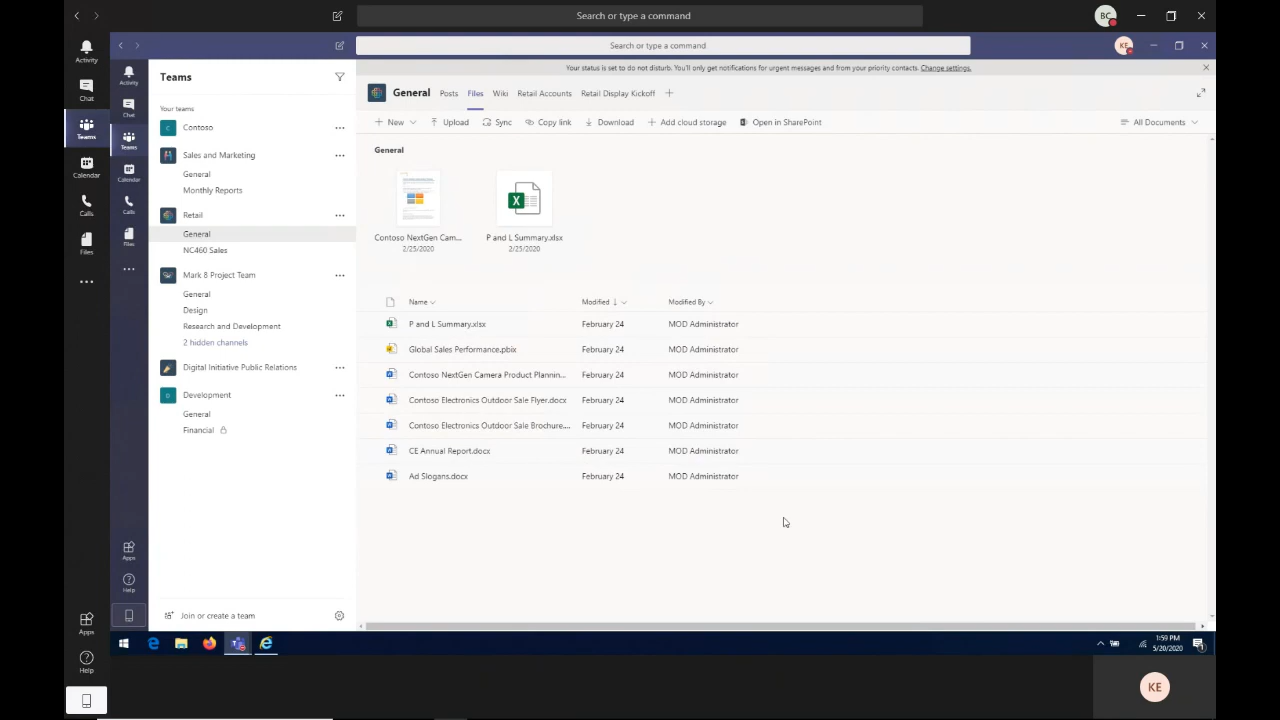 Search or type a command
BC
Activity
Chat
Teams
Calendar
Calls
Files
Apps
Help
Search or type a command
KE
Activity
Chat
Teams
Calendar
Calls
Files
Apps
Help
Teams
Your teams
C Contoso
Sales and Marketing
General
Monthly Reports
Retail
General
NC460 Sales
Mark 8 Project Team
General
Design
Research and Development
2 hidden channels
Digital Initiative Public Relations
D Development
General
Financial
Join or create a team
Your status is set to do not disturb. You'll only get notifications for urgent messages and from your priority contacts. Change settings.
General Posts Files Wiki Retail Accounts Retail Display Kickoff
New Upload Sync Copy link Download Add cloud storage Open in SharePoint All Documents
General
Contoso NextGen Cam... P and L Summary.xlsx
2/25/2020 2/25/2020
Name Modified Modified By
P and L Summary.xlsx February 24 MOD Administrator
Global Sales Performance.pbix February 24 MOD Administrator
Contoso NextGen Camera Product Plannin... February 24 MOD Administrator
Contoso Electronics Outdoor Sale Flyer.docx February 24 MOD Administrator
Contoso Electronics Outdoor Sale Brochure.... February 24 MOD Administrator
CE Annual Report.docx February 24 MOD Administrator
Ad Slogans.docx February 24 MOD Administrator
1:59 PM
5/20/2020
KE